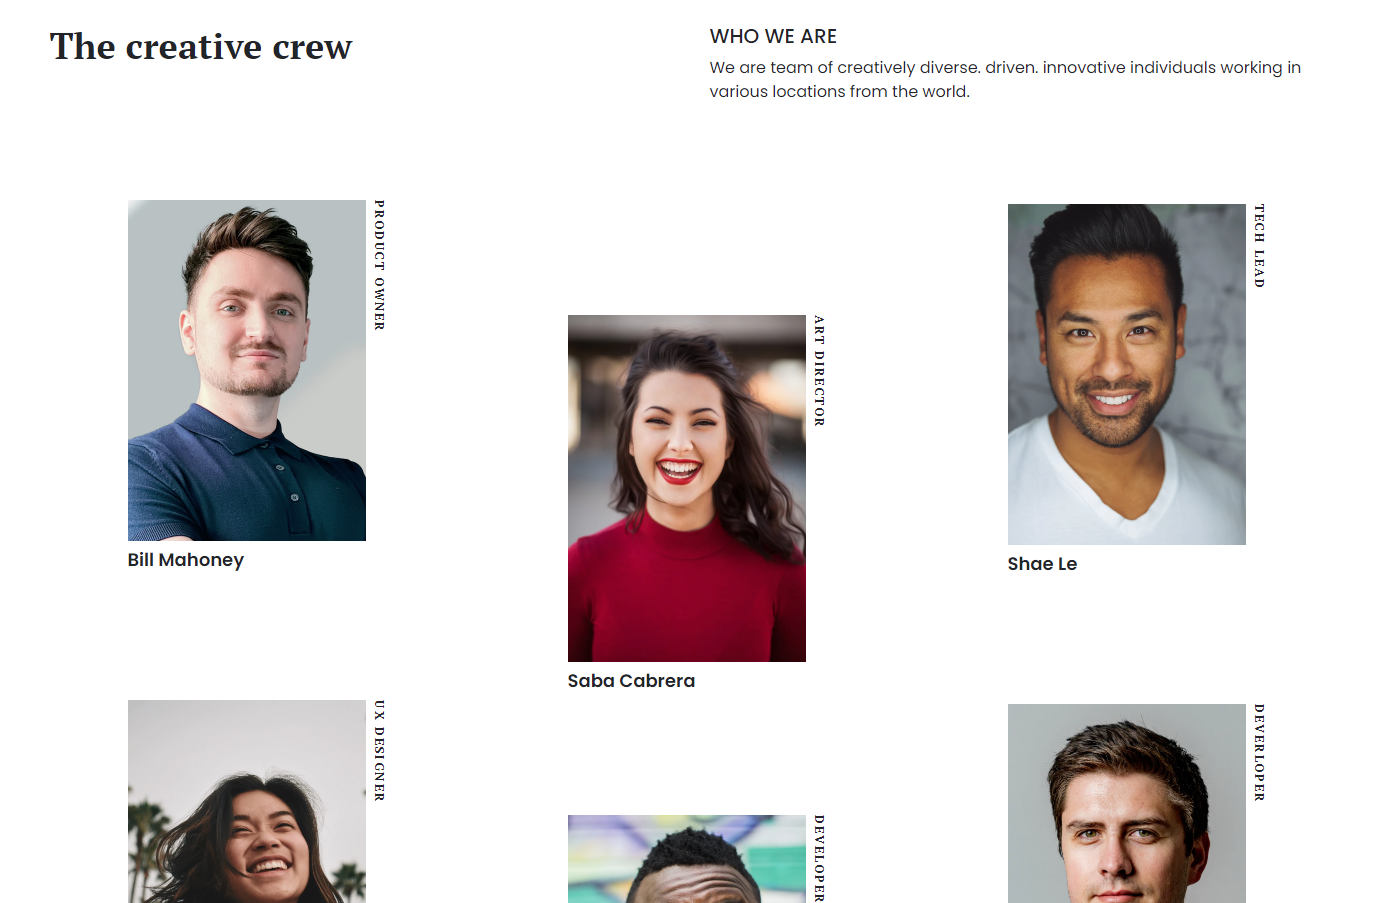 The creative crew
WHO WE ARE
We are team of creatively diverse. driven. innovative individuals working in
various locations from the world.
PRODUCT OWNER
Bill Mahoney
ART DIRECTOR
Saba Cabrera
TECH LEAD
Shae Le
UX DESIGNER
DEVELOPER
DEVERLOPER